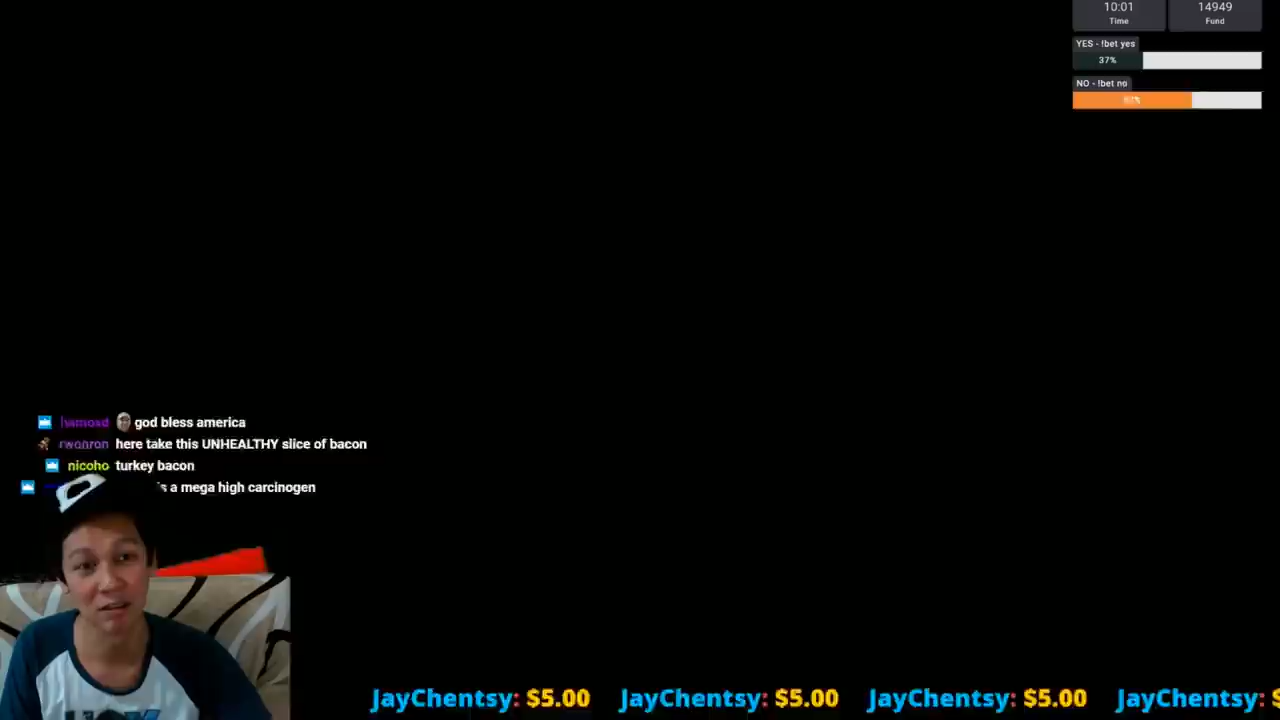 10:01 14949
Time Fund
YES - !bet yes
37%
NO - !bet no
god bless america
rwonron here take this UNHEALTHY slice of bacon
nicoho turkey bacon
is a mega high carcinogen
JayChentsy: $5.00 JayChentsy: $5.00 JayChentsy: $5.00 JayChentsy: $